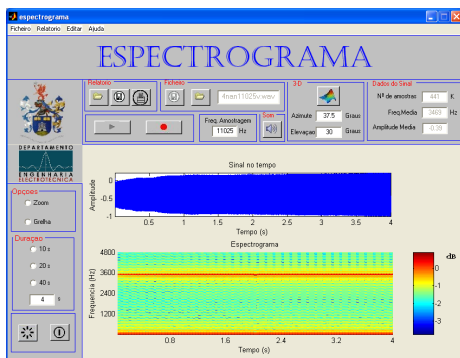 espectrograma
Ficheiro Relatorio Editar Ajuda
ESPECTROGRAMA
Relatorio
Ficheiro
4nan11025v.wav
Freq. Amostragem
11025 Hz
Som
3-D
Azimute 37.5 Graus
Elevaçao 30 Graus
Dados do Sinal
Nº de amostras 441 K
Freq.Media 3469 Hz
Amplitude Media -0.39
DEPARTAMENTO
ENGENHARIA
ELECTROTECNICA
Opçoes
Zoom
Grelha
Duraçao
10 s
20 s
40 s
4 s
Sinal no tempo
Amplitude
0
-0.5
-1
0.5 1 1.5 2 2.5 3 3.5 4
Tempo (s)
Espectrograma
Frequencia (Hz)
4800
3600
2400
1200
0.8 1.6 2.4 3.2 4
Tempo (s)
dB
0
-1
-2
-3